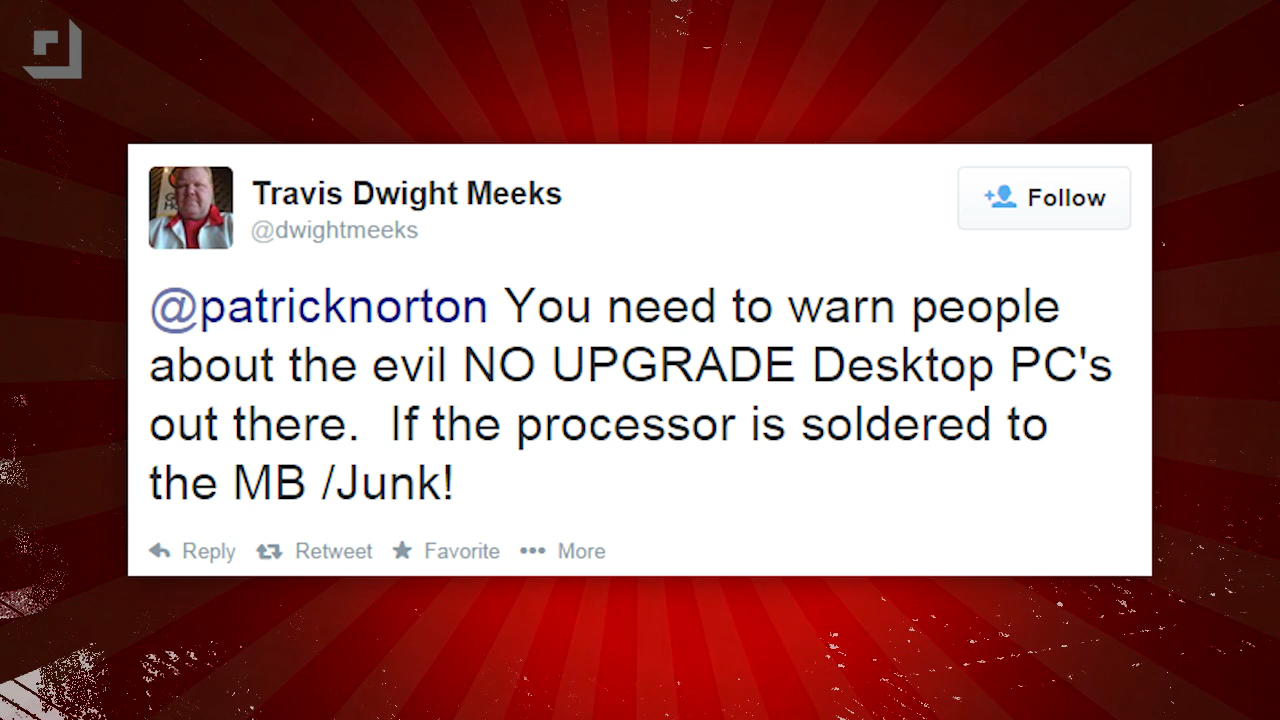 Travis Dwight Meeks
@dwightmeeks
Follow
@patricknorton You need to warn people
about the evil NO UPGRADE Desktop PC's
out there.  If the processor is soldered to
the MB /Junk!
Reply Retweet Favorite More